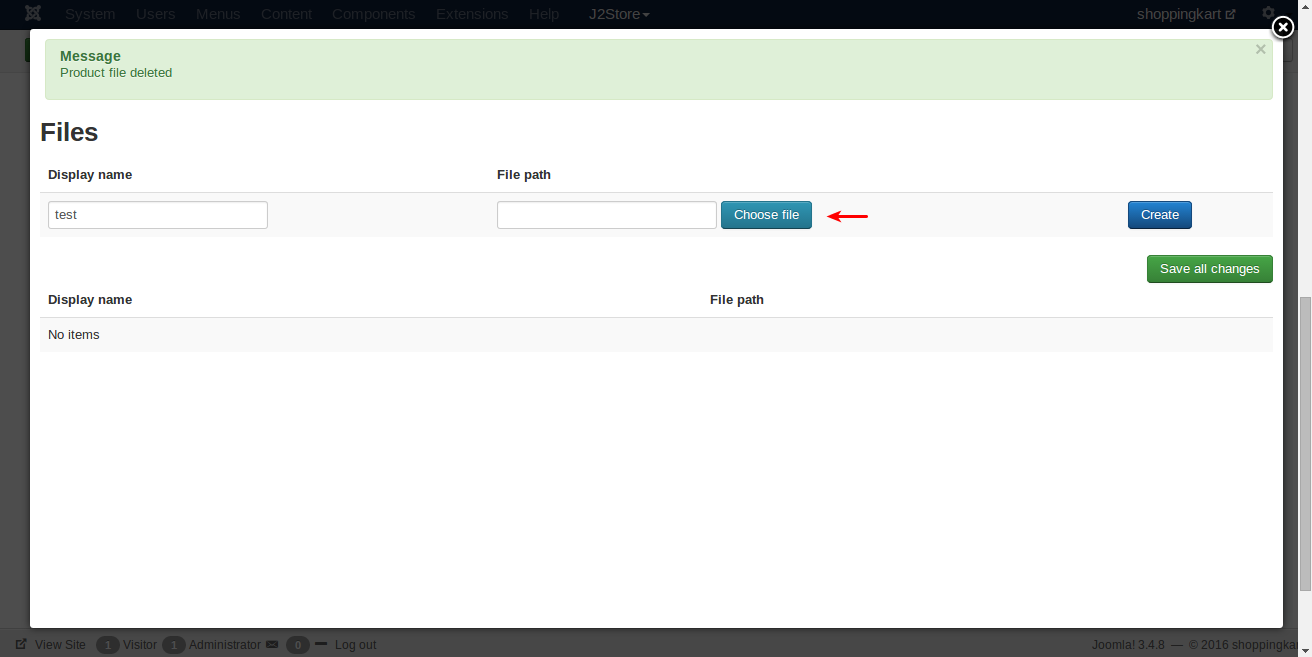 System Users Menus Content Components Extensions Help J2Store shoppingkart
Message
Product file deleted
Files
Display name File path
test Choose file Create
Save all changes
Display name File path
No items
View Site 1 Visitor 1 Administrator 0 Log out Joomla! 3.4.8 — © 2016 shoppingka